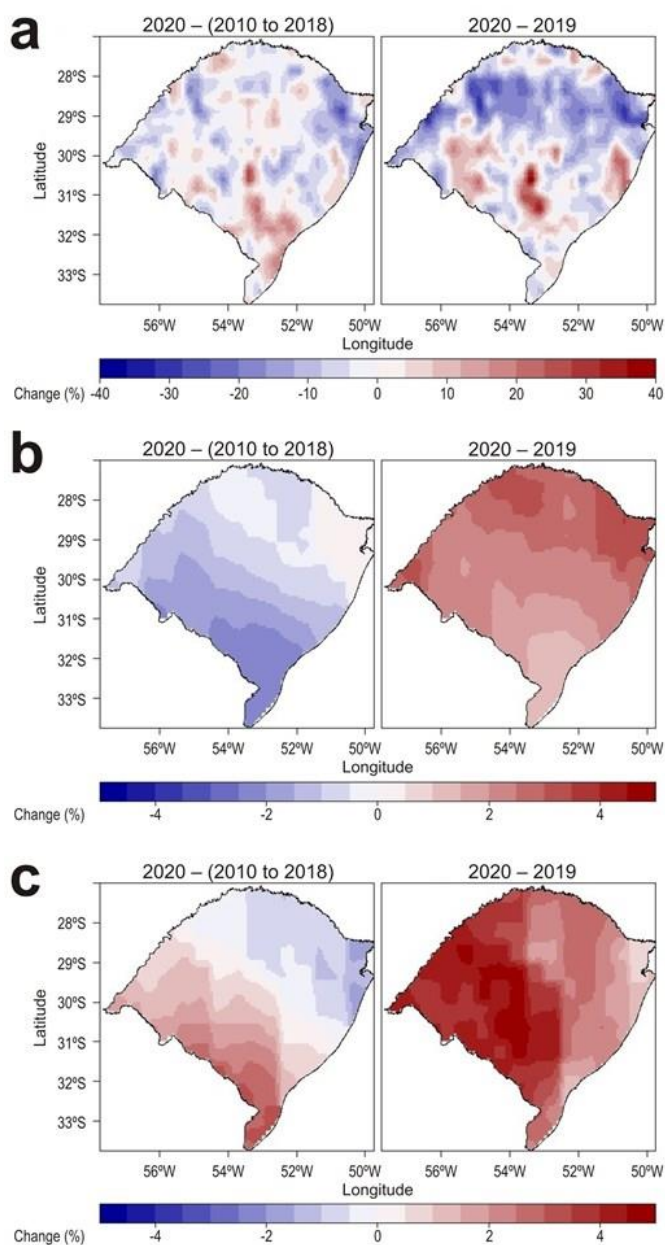 a
2020 – (2010 to 2018)
2020 – 2019
Latitude
28ºS
29ºS
30ºS
31ºS
32ºS
33ºS
56ºW
54ºW
52ºW
50ºW
56ºW
54ºW
52ºW
50ºW
Longitude
Change (%)
-40
-30
-20
-10
0
10
20
30
40
b
2020 – (2010 to 2018)
2020 – 2019
Latitude
28ºS
29ºS
30ºS
31ºS
32ºS
33ºS
56ºW
54ºW
52ºW
50ºW
56ºW
54ºW
52ºW
50ºW
Longitude
Change (%)
-4
-2
0
2
4
c
2020 – (2010 to 2018)
2020 – 2019
Latitude
28ºS
29ºS
30ºS
31ºS
32ºS
33ºS
56ºW
54ºW
52ºW
50ºW
56ºW
54ºW
52ºW
50ºW
Longitude
Change (%)
-4
-2
0
2
4